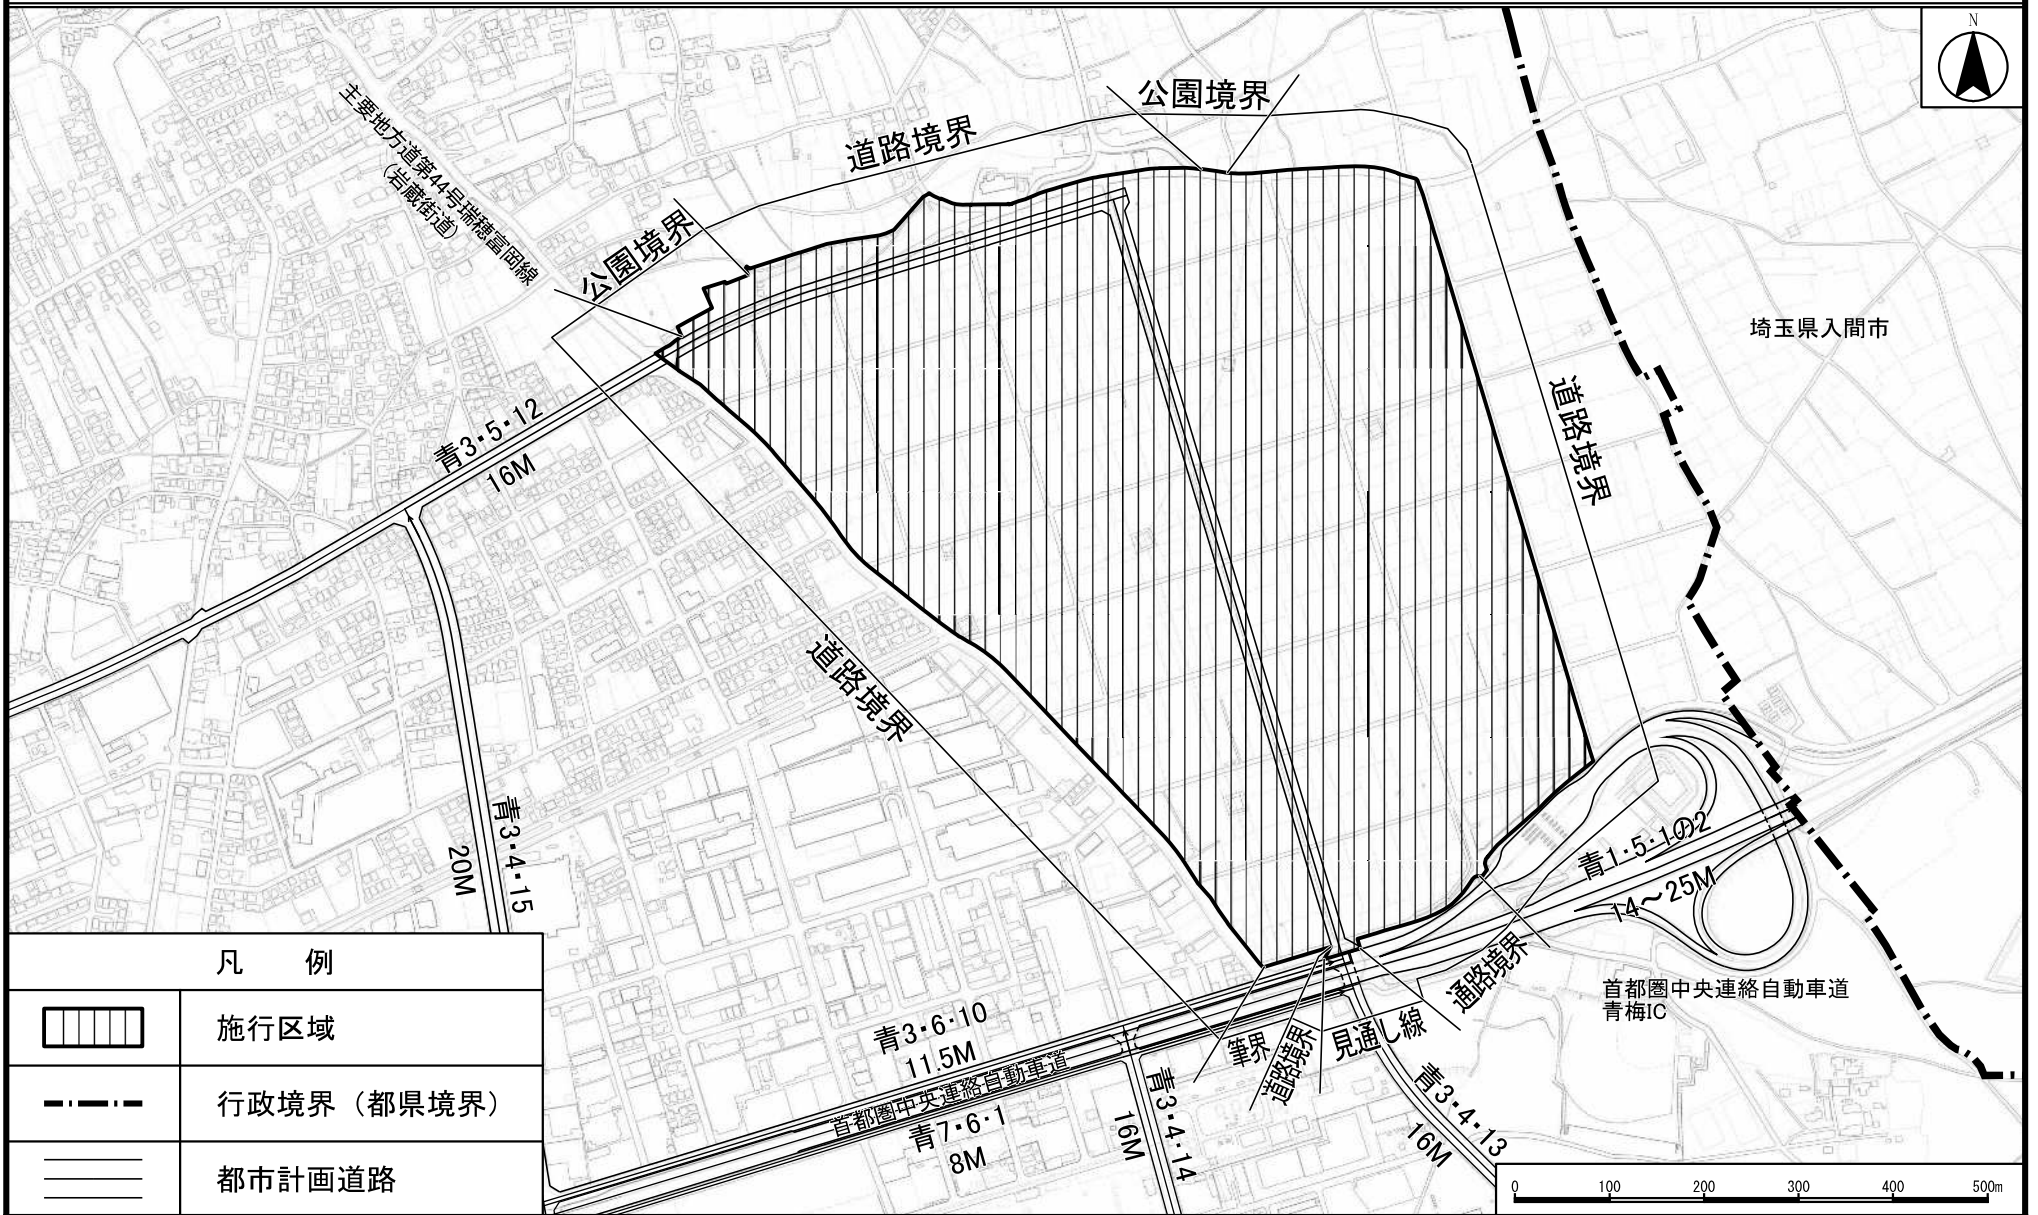 N
公園境界
道路境界
主要地方道第44号瑞穂富岡線
(岩蔵街道)
公園境界
埼玉県入間市
道路境界
青3・5・12
16M
道路境界
青3・4・15
20M
青1・5・1の2
14～25M
通路境界
首都圏中央連絡自動車道
青梅IC
筆界
道路境界
見通し線
青3・6・10
11.5M
首都圏中央連絡自動車道
青7・6・1
8M
青3・4・14
16M
青3・4・13
16M
凡 例
施行区域
行政境界（都県境界）
都市計画道路
0 100 200 300 400 500m